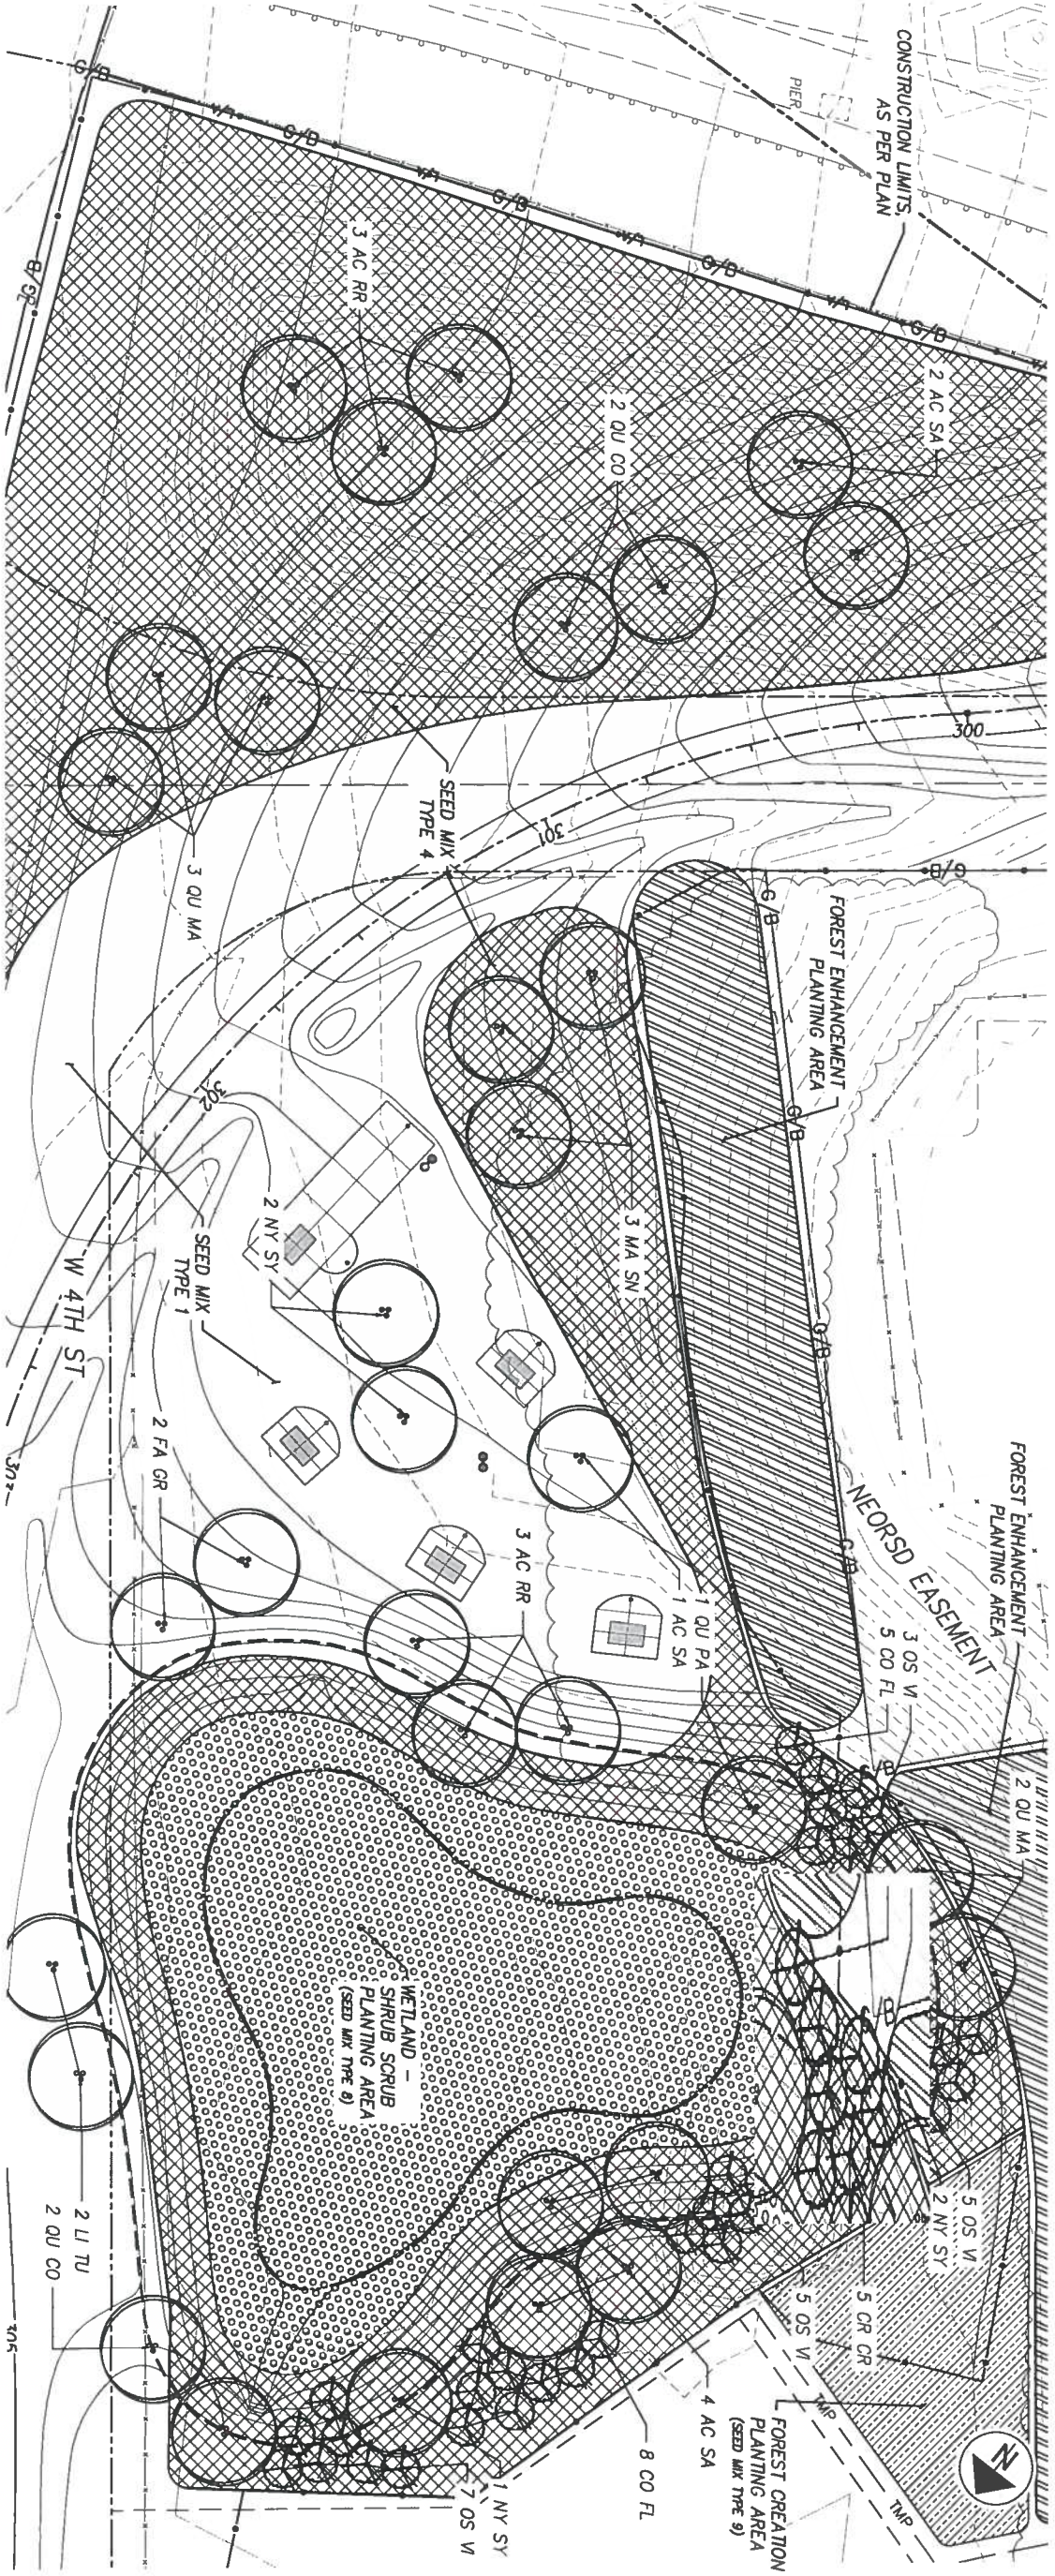 CONSTRUCTION LIMITS,
AS PER PLAN
PIER
G/B
G/B
G/B
G/B
G/B
G/B
3 AC RR
2 QU CO
2 AC SA
300
301
302
SEED MIX
TYPE 4
3 QU MA
G/B
G/B
G/B
G/B
G/B
FOREST ENHANCEMENT
PLANTING AREA
3 MA SN
2 NY SY
SEED MIX
TYPE 1
W 4TH ST
2 FA GR
3 AC RR
1 QU PA
1 AC SA
NEORSD EASEMENT
FOREST ENHANCEMENT
PLANTING AREA
3 OS VI
5 CO FL
2 QU MA
/B
/B
WETLAND -
SHRUB SCRUB
PLANTING AREA
(SEED MIX TYPE 8)
2 LI TU
2 QU CO
5 OS VI
2 NY SY
5 CR CR
5 OS VI
4 AC SA
8 CO FL
1 NY SY
7 OS VI
FOREST CREATION
PLANTING AREA
(SEED MIX TYPE 9)
TMP
TMP
N